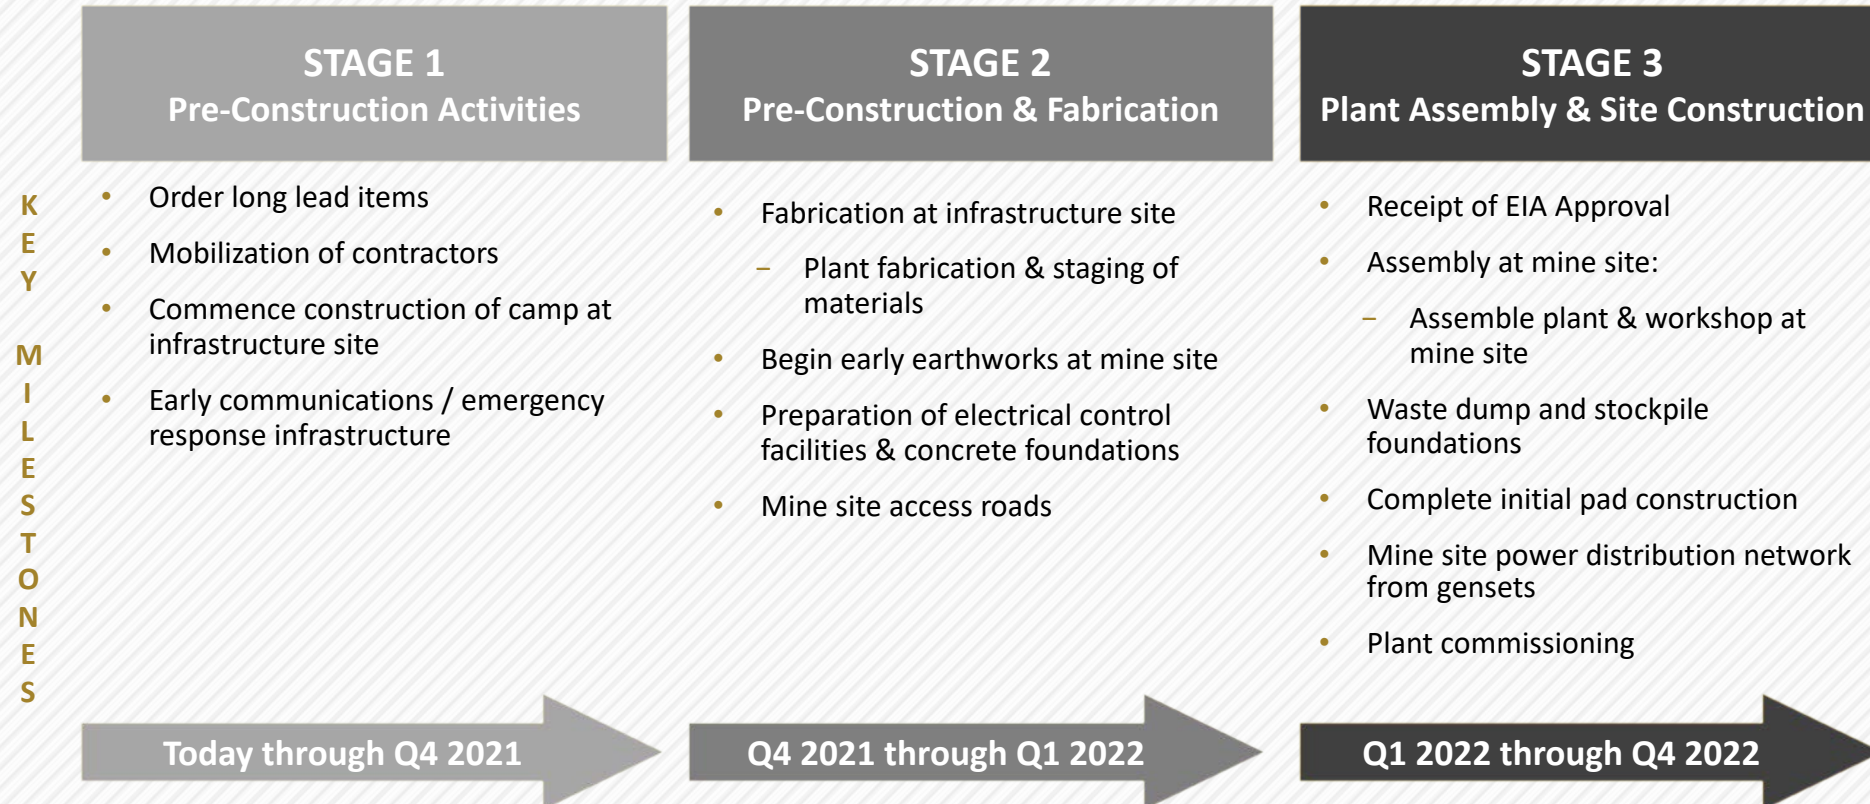 STAGE 1
Pre-Construction Activities
STAGE 2
Pre-Construction & Fabrication
STAGE 3
Plant Assembly & Site Construction
KEY MILESTONES
• Order long lead items
• Mobilization of contractors
• Commence construction of camp at
infrastructure site
• Early communications / emergency
response infrastructure
• Fabrication at infrastructure site
– Plant fabrication & staging of
materials
• Begin early earthworks at mine site
• Preparation of electrical control
facilities & concrete foundations
• Mine site access roads
• Receipt of EIA Approval
• Assembly at mine site:
– Assemble plant & workshop at
mine site
• Waste dump and stockpile
foundations
• Complete initial pad construction
• Mine site power distribution network
from gensets
• Plant commissioning
Today through Q4 2021
Q4 2021 through Q1 2022
Q1 2022 through Q4 2022